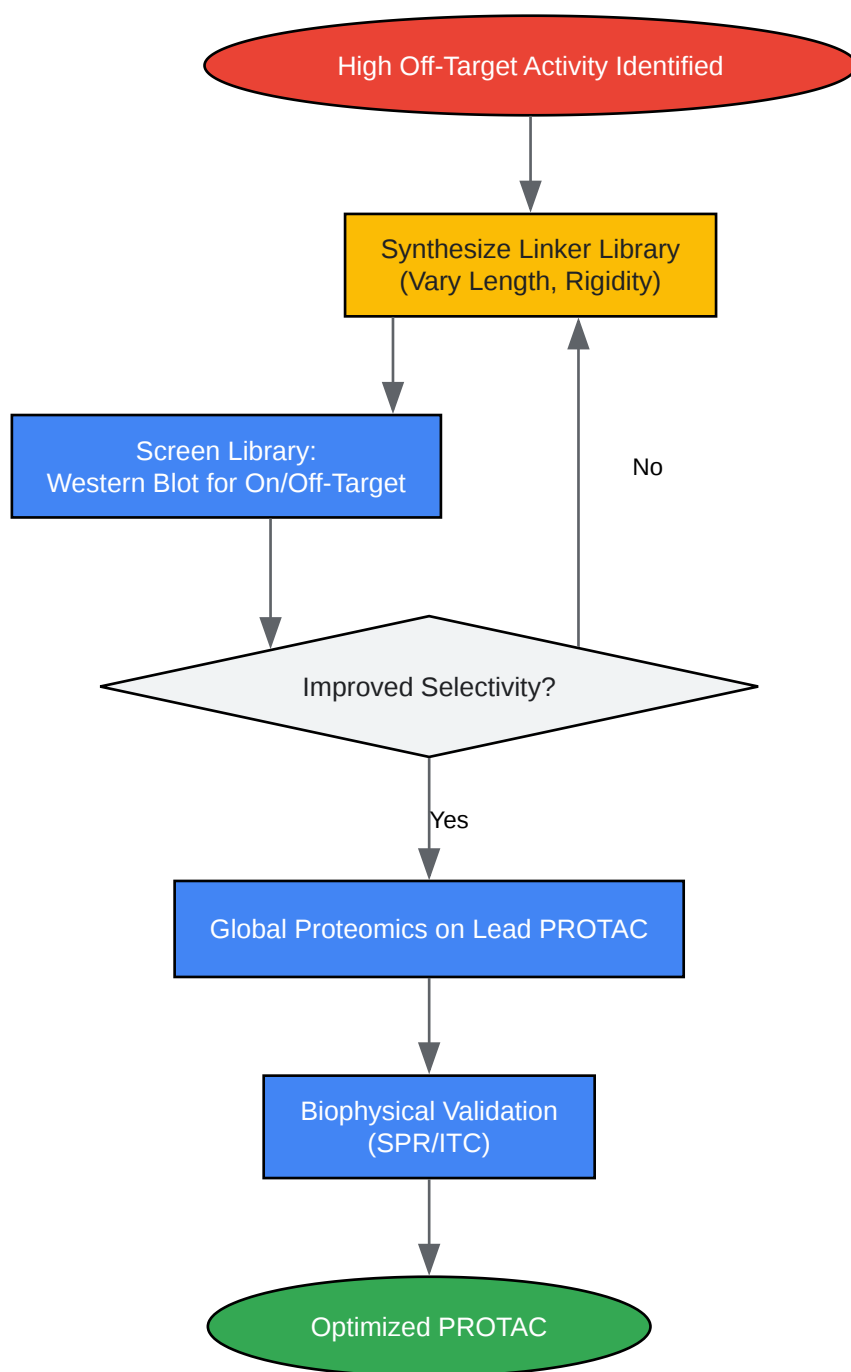 High Off-Target Activity Identified
Synthesize Linker Library
(Vary Length, Rigidity)
Screen Library:
Western Blot for On/Off-Target
No
Improved Selectivity?
Yes
Global Proteomics on Lead PROTAC
Biophysical Validation
(SPR/ITC)
Optimized PROTAC